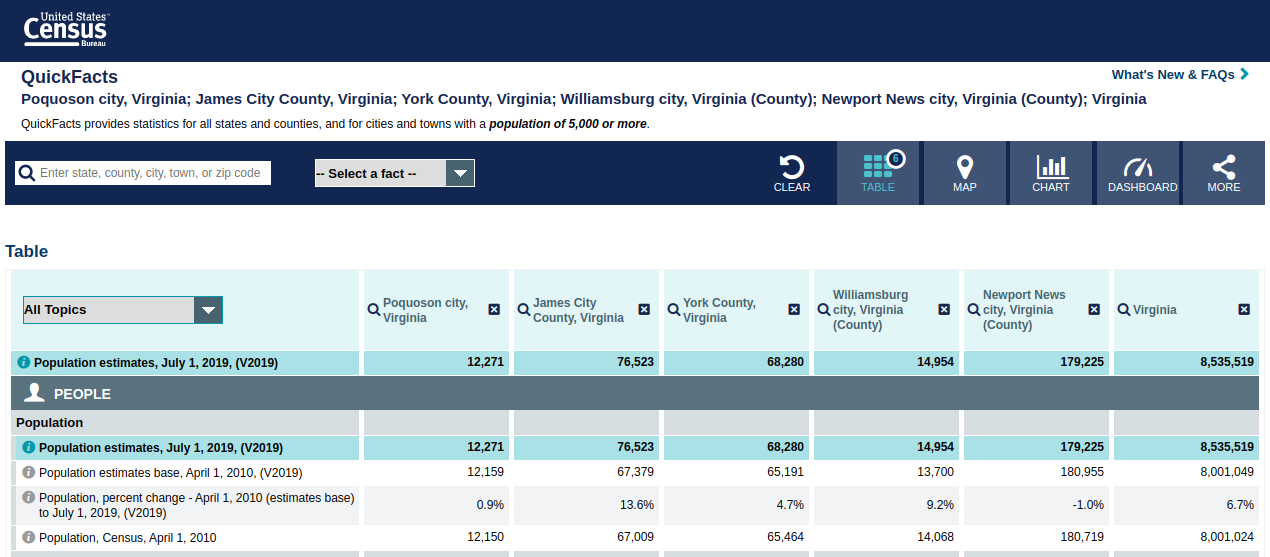 United States™
Census
Bureau
QuickFacts
What's New & FAQs
Poquoson city, Virginia; James City County, Virginia; York County, Virginia; Williamsburg city, Virginia (County); Newport News city, Virginia (County); Virginia
QuickFacts provides statistics for all states and counties, and for cities and towns with a population of 5,000 or more.
Enter state, county, city, town, or zip code
-- Select a fact --
CLEAR
6
TABLE
MAP
CHART
DASHBOARD
MORE
Table
All Topics
Poquoson city,
Virginia
James City
County, Virginia
York County,
Virginia
Williamsburg
city, Virginia
(County)
Newport News
city, Virginia
(County)
Virginia
Population estimates, July 1, 2019, (V2019) 12,271 76,523 68,280 14,954 179,225 8,535,519
PEOPLE
Population
Population estimates, July 1, 2019, (V2019) 12,271 76,523 68,280 14,954 179,225 8,535,519
Population estimates base, April 1, 2010, (V2019) 12,159 67,379 65,191 13,700 180,955 8,001,049
Population, percent change - April 1, 2010 (estimates base)
to July 1, 2019, (V2019) 0.9% 13.6% 4.7% 9.2% -1.0% 6.7%
Population, Census, April 1, 2010 12,150 67,009 65,464 14,068 180,719 8,001,024